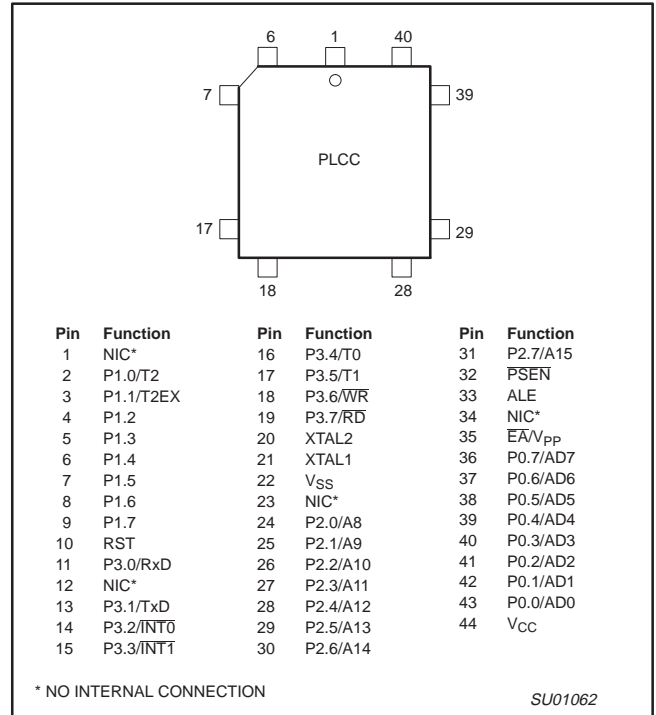 6 1 40
7 39
PLCC
17 29
18 28
Pin Function Pin Function Pin Function
1 NIC* 16 P3.4/T0 31 P2.7/A15
2 P1.0/T2 17 P3.5/T1 32 PSEN
3 P1.1/T2EX 18 P3.6/WR 33 ALE
4 P1.2 19 P3.7/RD 34 NIC*
5 P1.3 20 XTAL2 35 EA/VPP
6 P1.4 21 XTAL1 36 P0.7/AD7
7 P1.5 22 VSS 37 P0.6/AD6
8 P1.6 23 NIC* 38 P0.5/AD5
9 P1.7 24 P2.0/A8 39 P0.4/AD4
10 RST 25 P2.1/A9 40 P0.3/AD3
11 P3.0/RxD 26 P2.2/A10 41 P0.2/AD2
12 NIC* 27 P2.3/A11 42 P0.1/AD1
13 P3.1/TxD 28 P2.4/A12 43 P0.0/AD0
14 P3.2/INT0 29 P2.5/A13 44 VCC
15 P3.3/INT1 30 P2.6/A14
* NO INTERNAL CONNECTION
SU01062